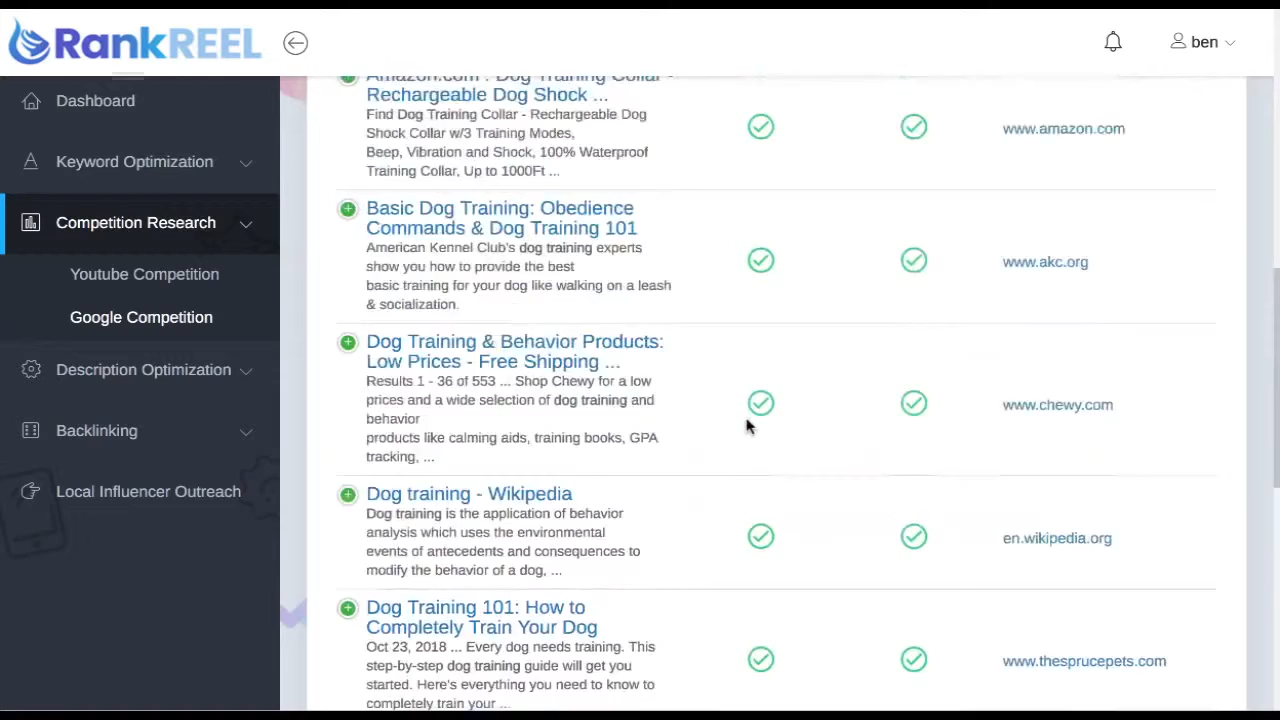 RankREEL
ben
Dashboard
Keyword Optimization
Competition Research
Youtube Competition
Google Competition
Description Optimization
Backlinking
Local Influencer Outreach
Amazon.com : Dog Training Collar -
Rechargeable Dog Shock ...
Find Dog Training Collar - Rechargeable Dog
Shock Collar w/3 Training Modes,
Beep, Vibration and Shock, 100% Waterproof
Training Collar, Up to 1000Ft ...
www.amazon.com
Basic Dog Training: Obedience
Commands & Dog Training 101
American Kennel Club's dog training experts
show you how to provide the best
basic training for your dog like walking on a leash
& socialization.
www.akc.org
Dog Training & Behavior Products:
Low Prices - Free Shipping ...
Results 1 - 36 of 553 ... Shop Chewy for a low
prices and a wide selection of dog training and
behavior
products like calming aids, training books, GPA
tracking, ...
www.chewy.com
Dog training - Wikipedia
Dog training is the application of behavior
analysis which uses the environmental
events of antecedents and consequences to
modify the behavior of a dog, ...
en.wikipedia.org
Dog Training 101: How to
Completely Train Your Dog
Oct 23, 2018 ... Every dog needs training. This
step-by-step dog training guide will get you
started. Here's everything you need to know to
completely train your ...
www.thesprucepets.com